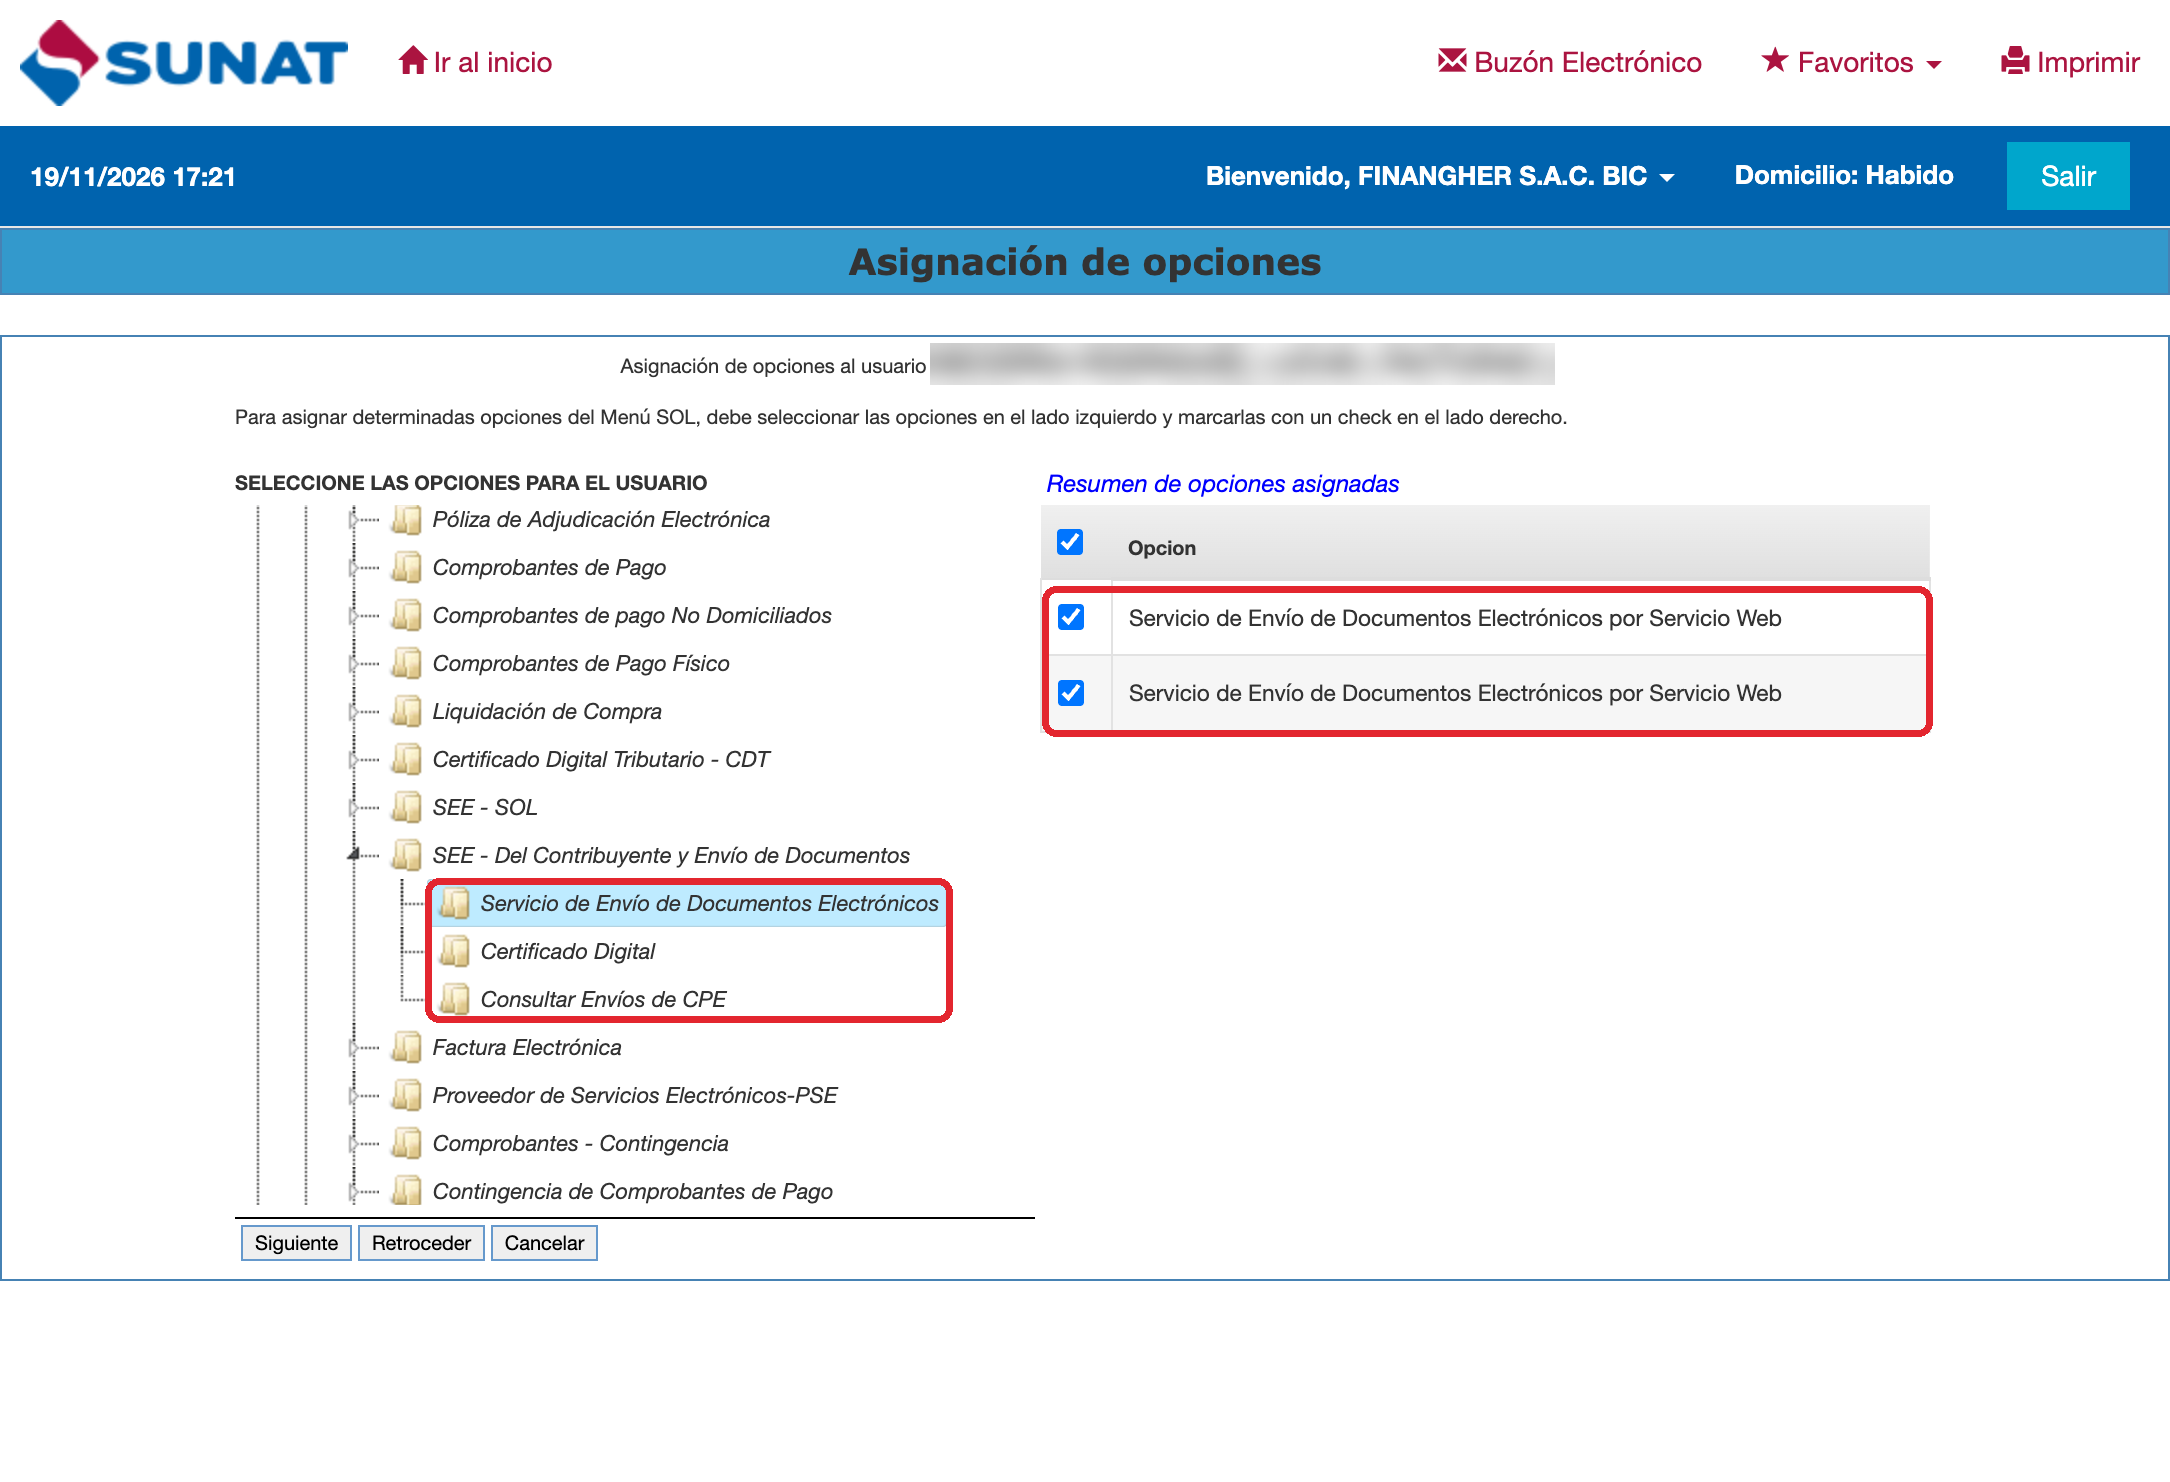 SUNAT
Ir al inicio
Buzón Electrónico
Favoritos
Imprimir
19/11/2026 17:21
Bienvenido, FINANGHER S.A.C. BIC
Domicilio: Habido
Salir
Asignación de opciones
Asignación de opciones al usuario
Para asignar determinadas opciones del Menú SOL, debe seleccionar las opciones en el lado izquierdo y marcarlas con un check en el lado derecho.
SELECCIONE LAS OPCIONES PARA EL USUARIO
Póliza de Adjudicación Electrónica
Comprobantes de Pago
Comprobantes de pago No Domiciliados
Comprobantes de Pago Físico
Liquidación de Compra
Certificado Digital Tributario - CDT
SEE - SOL
SEE - Del Contribuyente y Envío de Documentos
Servicio de Envío de Documentos Electrónicos
Certificado Digital
Consultar Envíos de CPE
Factura Electrónica
Proveedor de Servicios Electrónicos-PSE
Comprobantes - Contingencia
Contingencia de Comprobantes de Pago
Resumen de opciones asignadas
Opcion
Servicio de Envío de Documentos Electrónicos por Servicio Web
Servicio de Envío de Documentos Electrónicos por Servicio Web
Siguiente
Retroceder
Cancelar